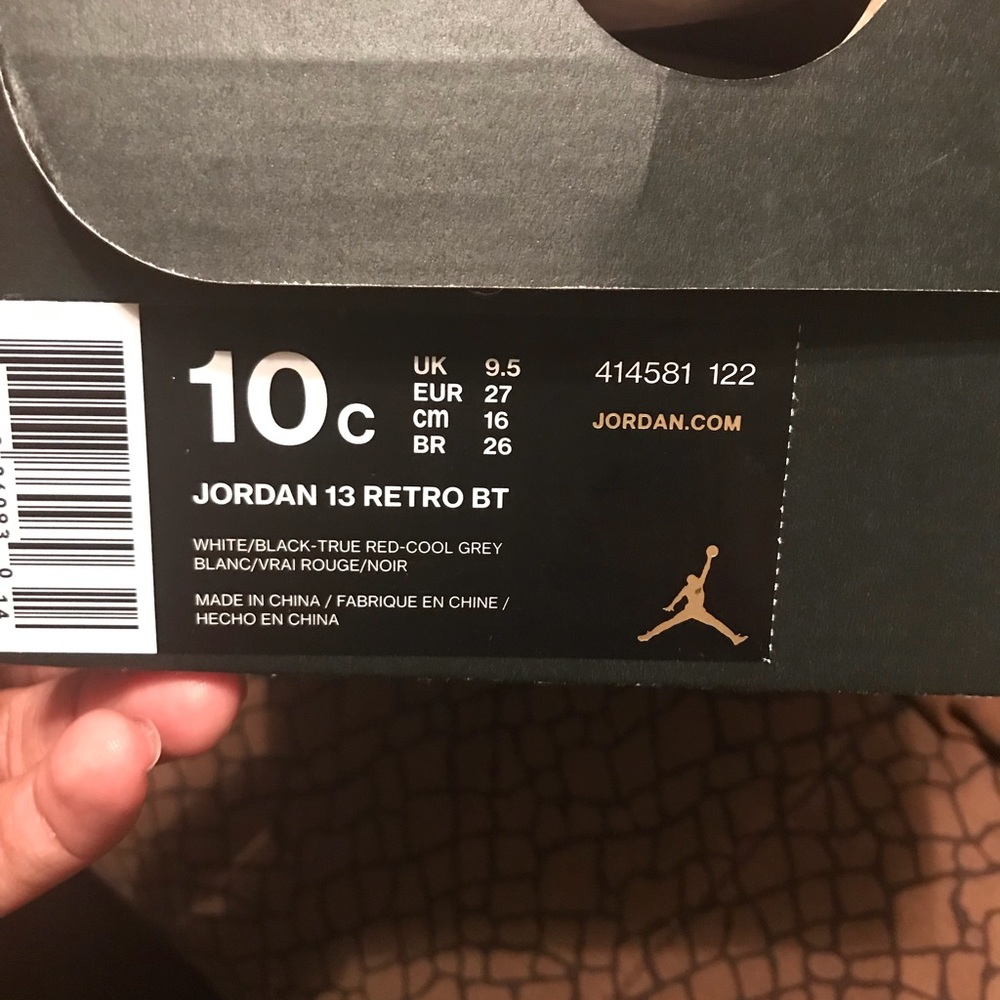 10c
UK 9.5
EUR 27
cm 16
BR 26
414581 122
JORDAN.COM
JORDAN 13 RETRO BT
WHITE/BLACK-TRUE RED-COOL GREY
BLANC/VRAI ROUGE/NOIR
MADE IN CHINA / FABRIQUE EN CHINE /
HECHO EN CHINA